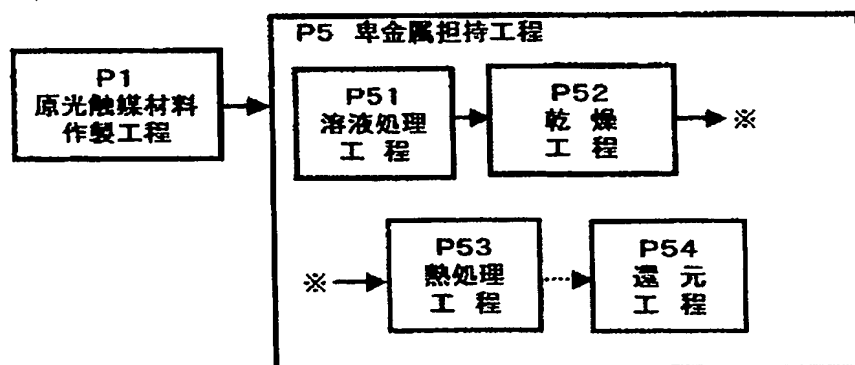 P5 卑金属担持工程
P1
原光触媒材料
作製工程
P51
溶液処理
工程
P52
乾燥
工程
※
※
P53
熱処理
工程
P54
還元
工程